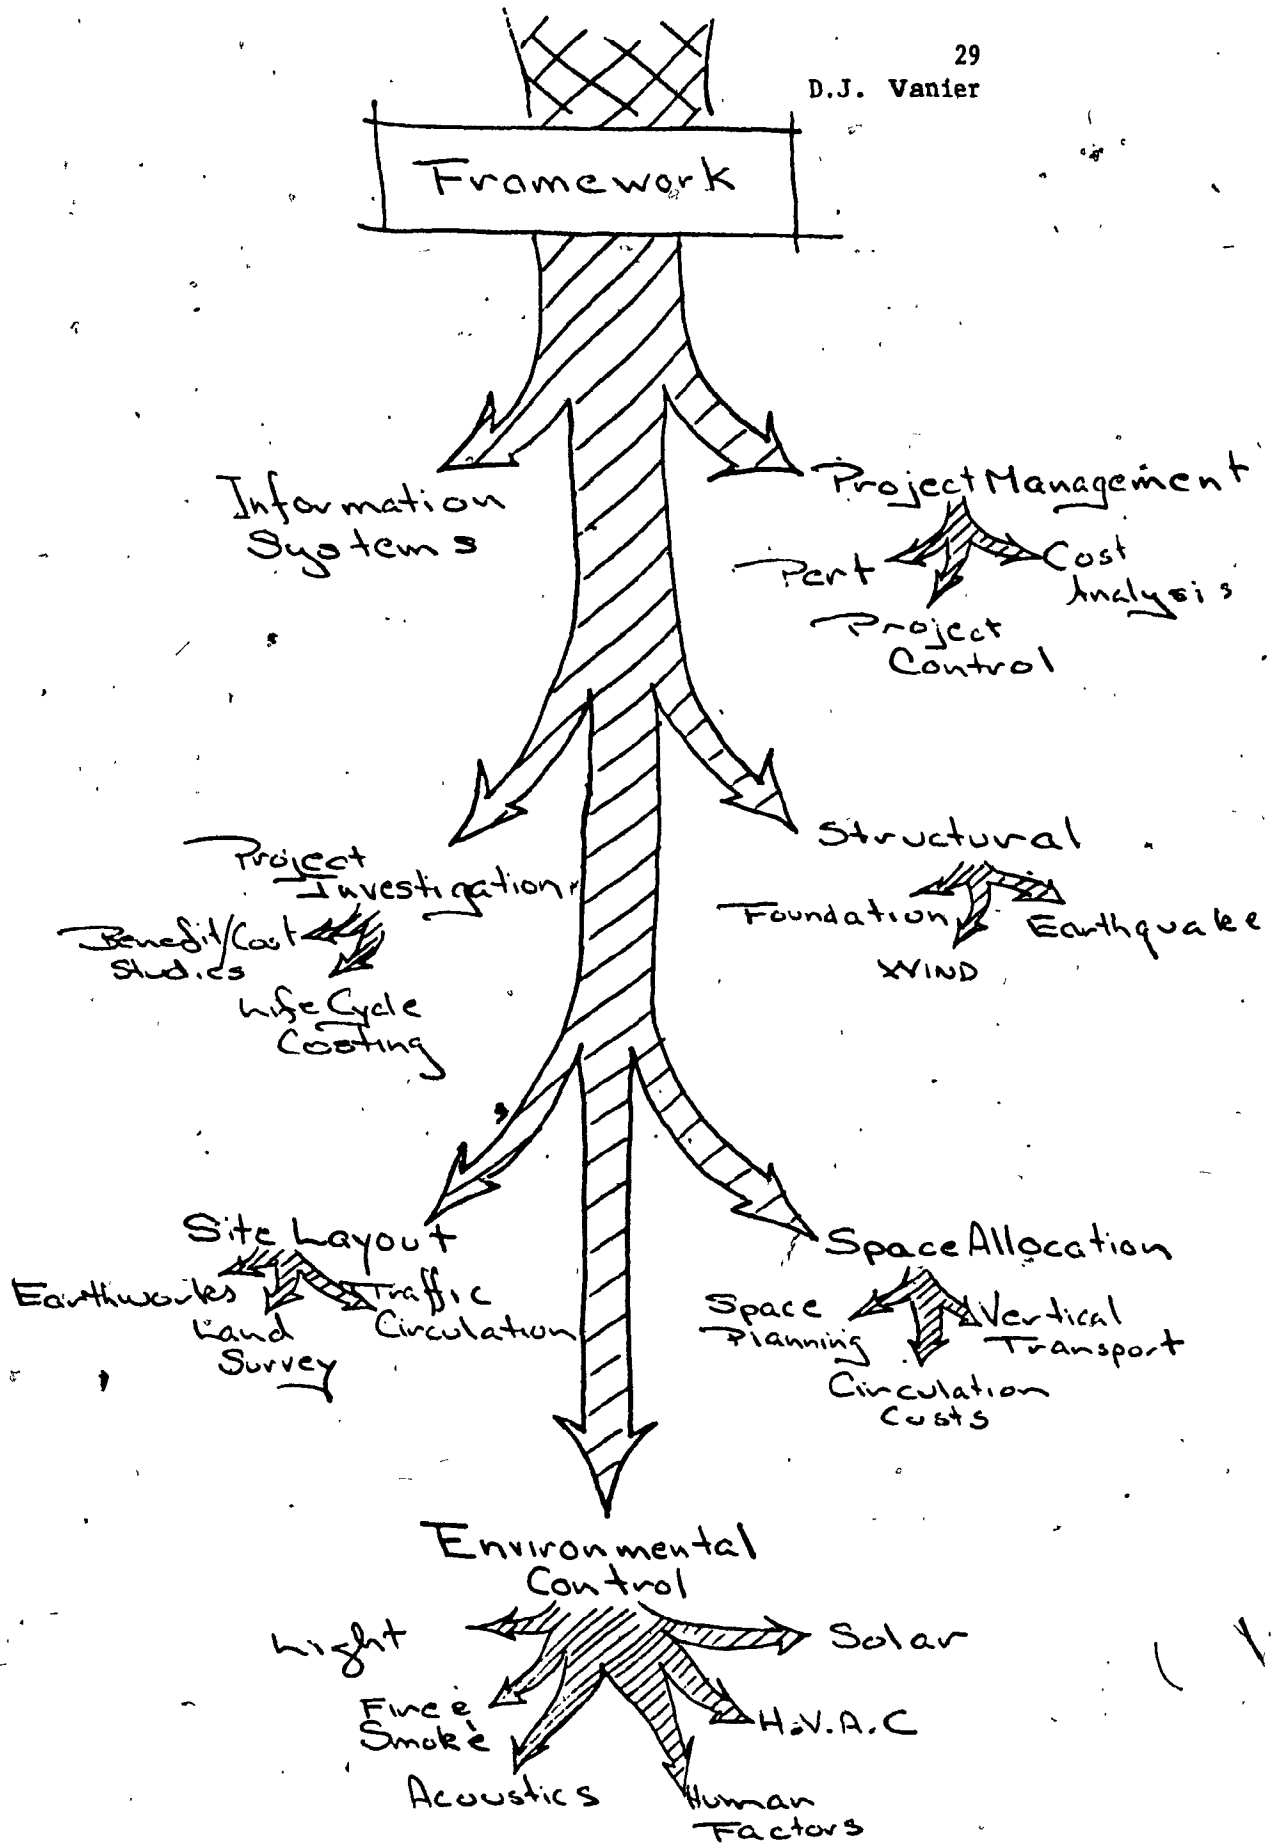 29
D.J. Vanier
Framework
Information
Systems
Project Management
Pert
Cost
Analysis
Project
Control
Project
Investigation
Benefit/Cost
Studies
Life Cycle
Costing
Structural
Foundation
Earthquake
WIND
Site Layout
Earthworks
Land
Survey
Traffic
Circulation
Space Allocation
Space
Planning
Vertical
Transport
Circulation
Costs
Environmental
Control
Light
Solar
Fire &
Smoke
H.V.A.C
Acoustics
Human
Factors